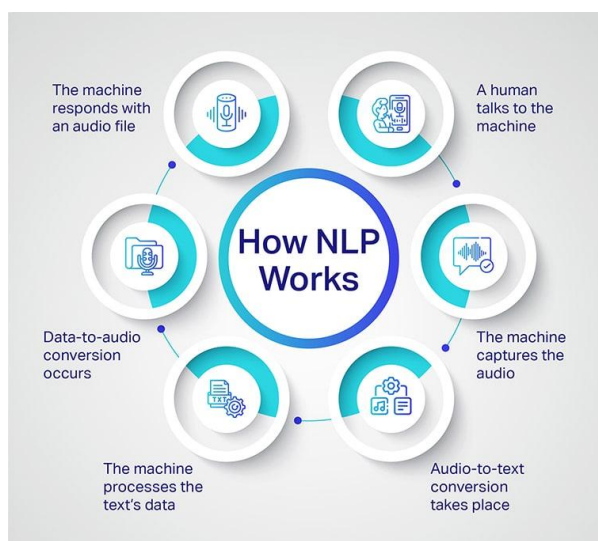 How NLP
Works
A human
talks to the
machine
The machine
captures the
audio
Audio-to-text
conversion
takes place
The machine
processes the
text's data
TXT
Data-to-audio
conversion
occurs
The machine
responds with
an audio file